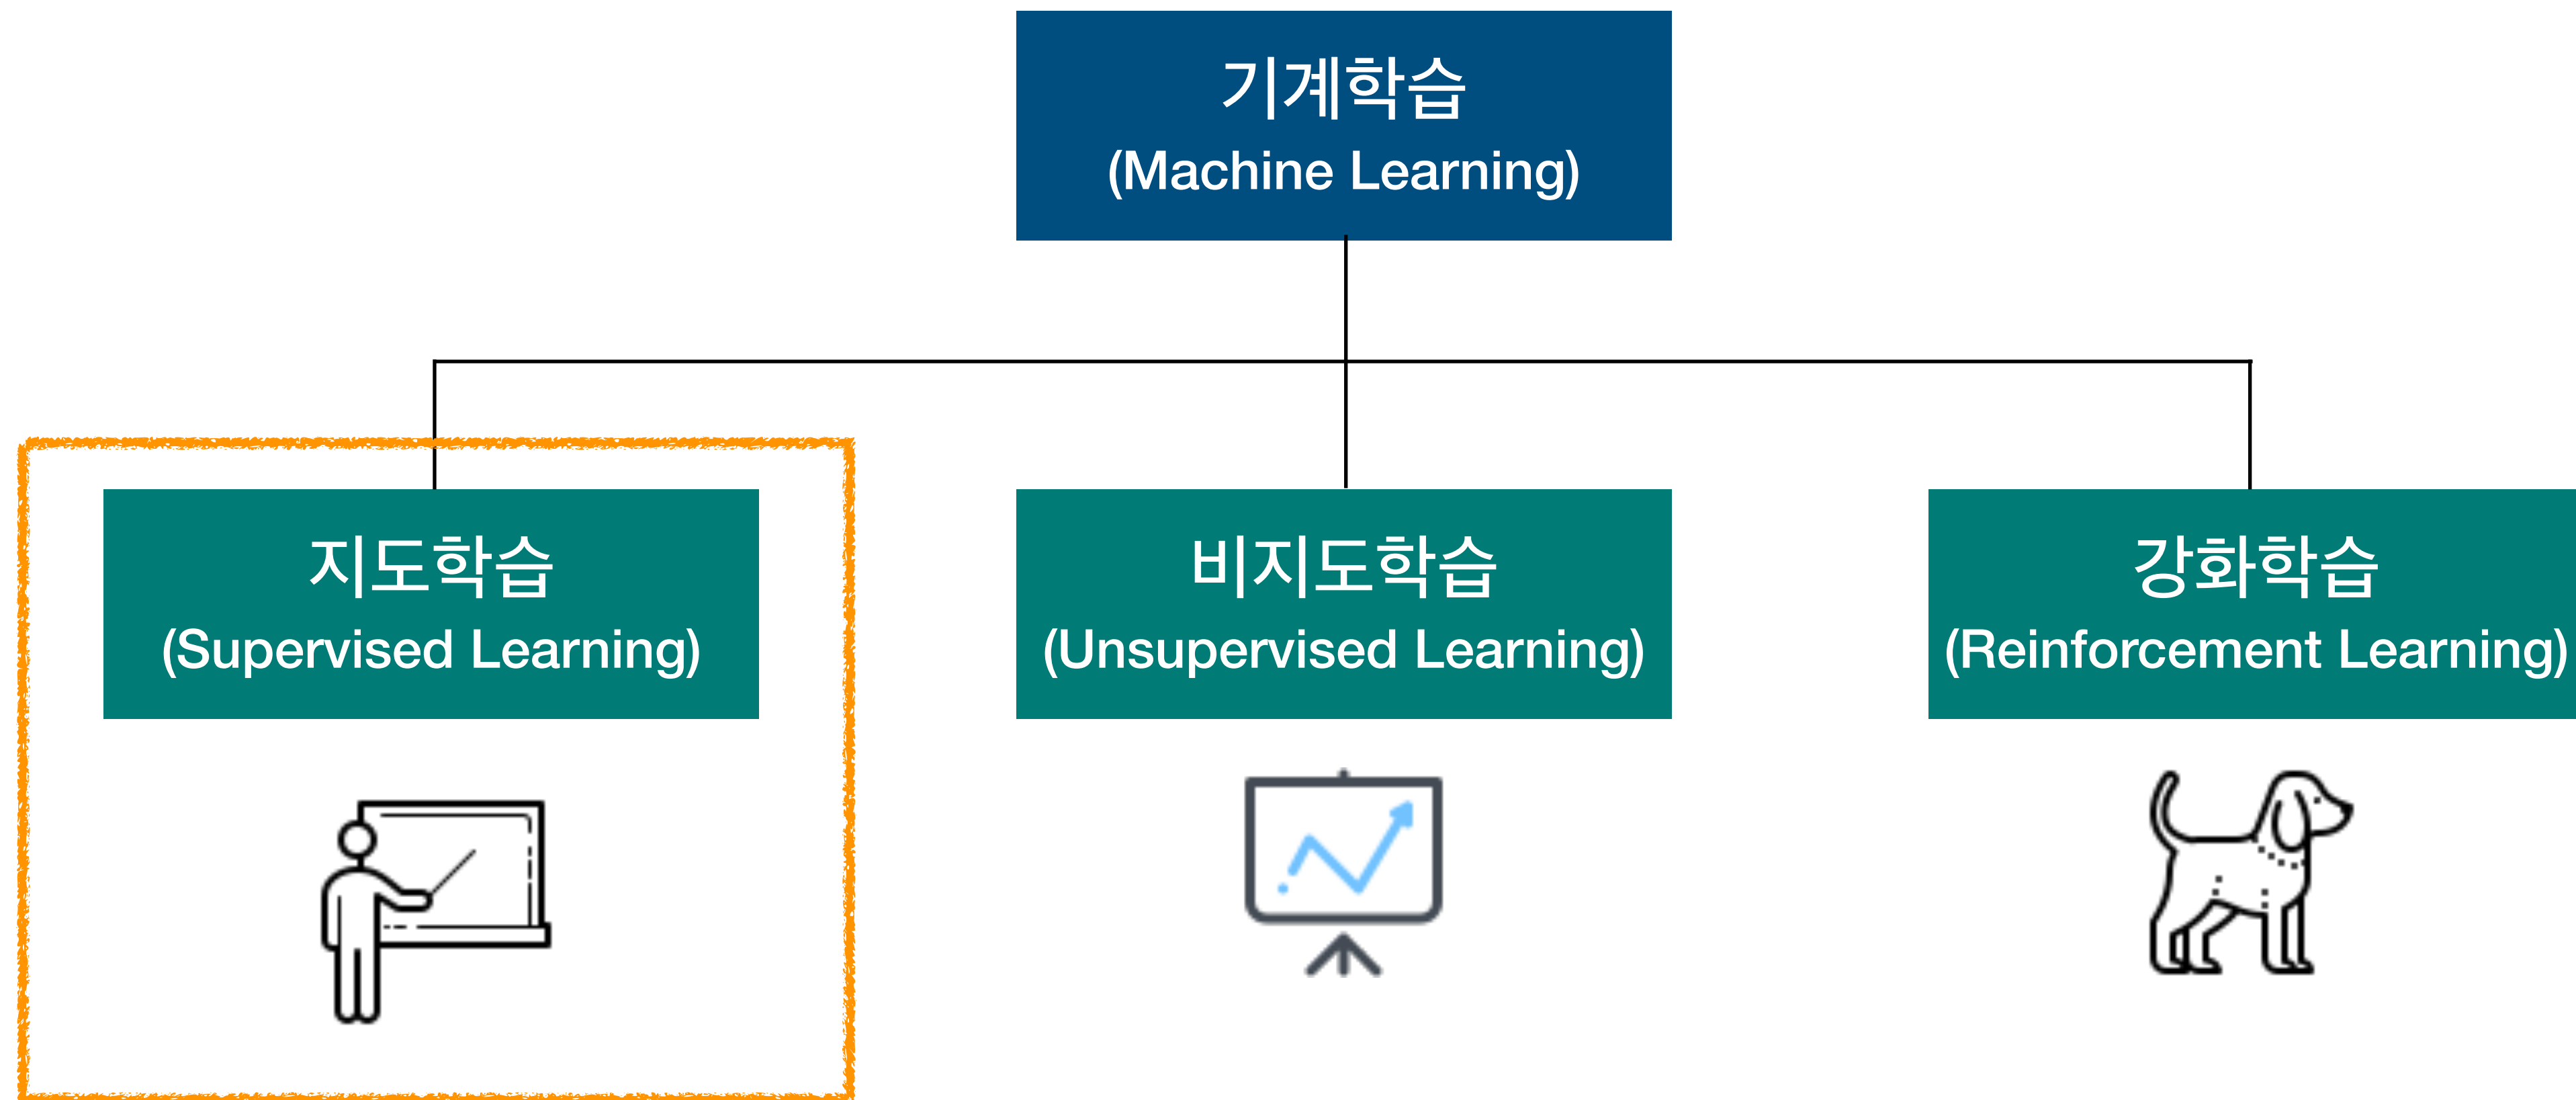 기계학습
(Machine Learning)
지도학습
(Supervised Learning)
비지도학습
(Unsupervised Learning)
강화학습
(Reinforcement Learning)